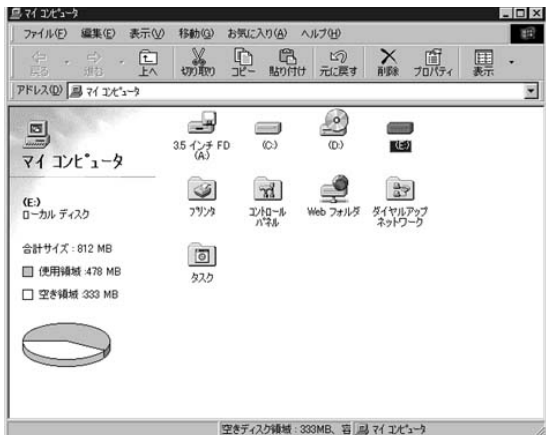 マイ コンピュータ
ファイル(F) 編集(E) 表示(V) 移動(G) お気に入り(A) ヘルプ(H)
戻る 進む 上へ 切り取り コピー 貼り付け 元に戻す 削除 プロパティ 表示
アドレス(D) マイ コンピュータ
マイ コンピュータ
(E:)
ローカル ディスク
合計サイズ : 812 MB
使用領域 :478 MB
空き領域 :333 MB
3.5 インチ FD
(A:)
(C:)
(D:)
(E:)
プリンタ
コントロール
パネル
Web フォルダ
ダイヤルアップ
ネットワーク
タスク
空きディスク領域 : 333MB、容 マイ コンピュータ